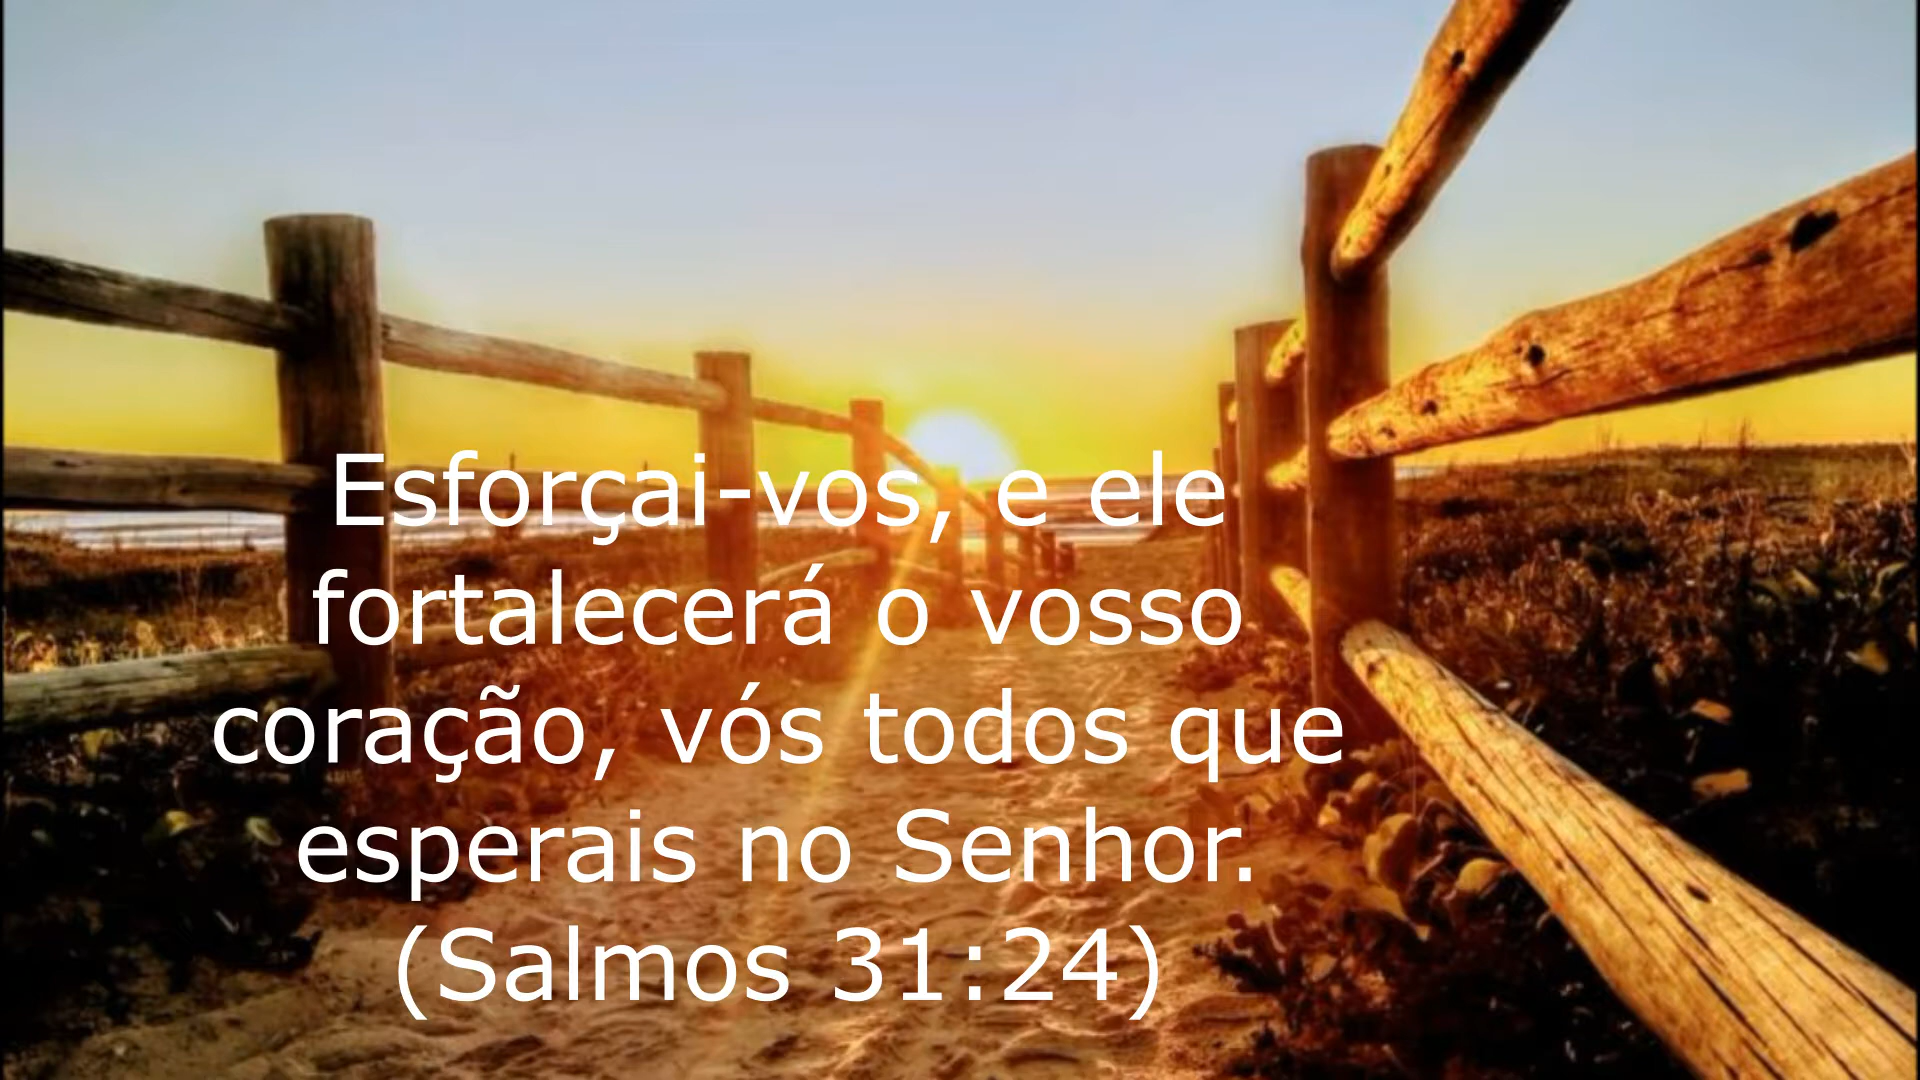 Esforçai-vos, e ele
fortalecerá o vosso
coração, vós todos que
esperais no Senhor.
(Salmos 31:24)